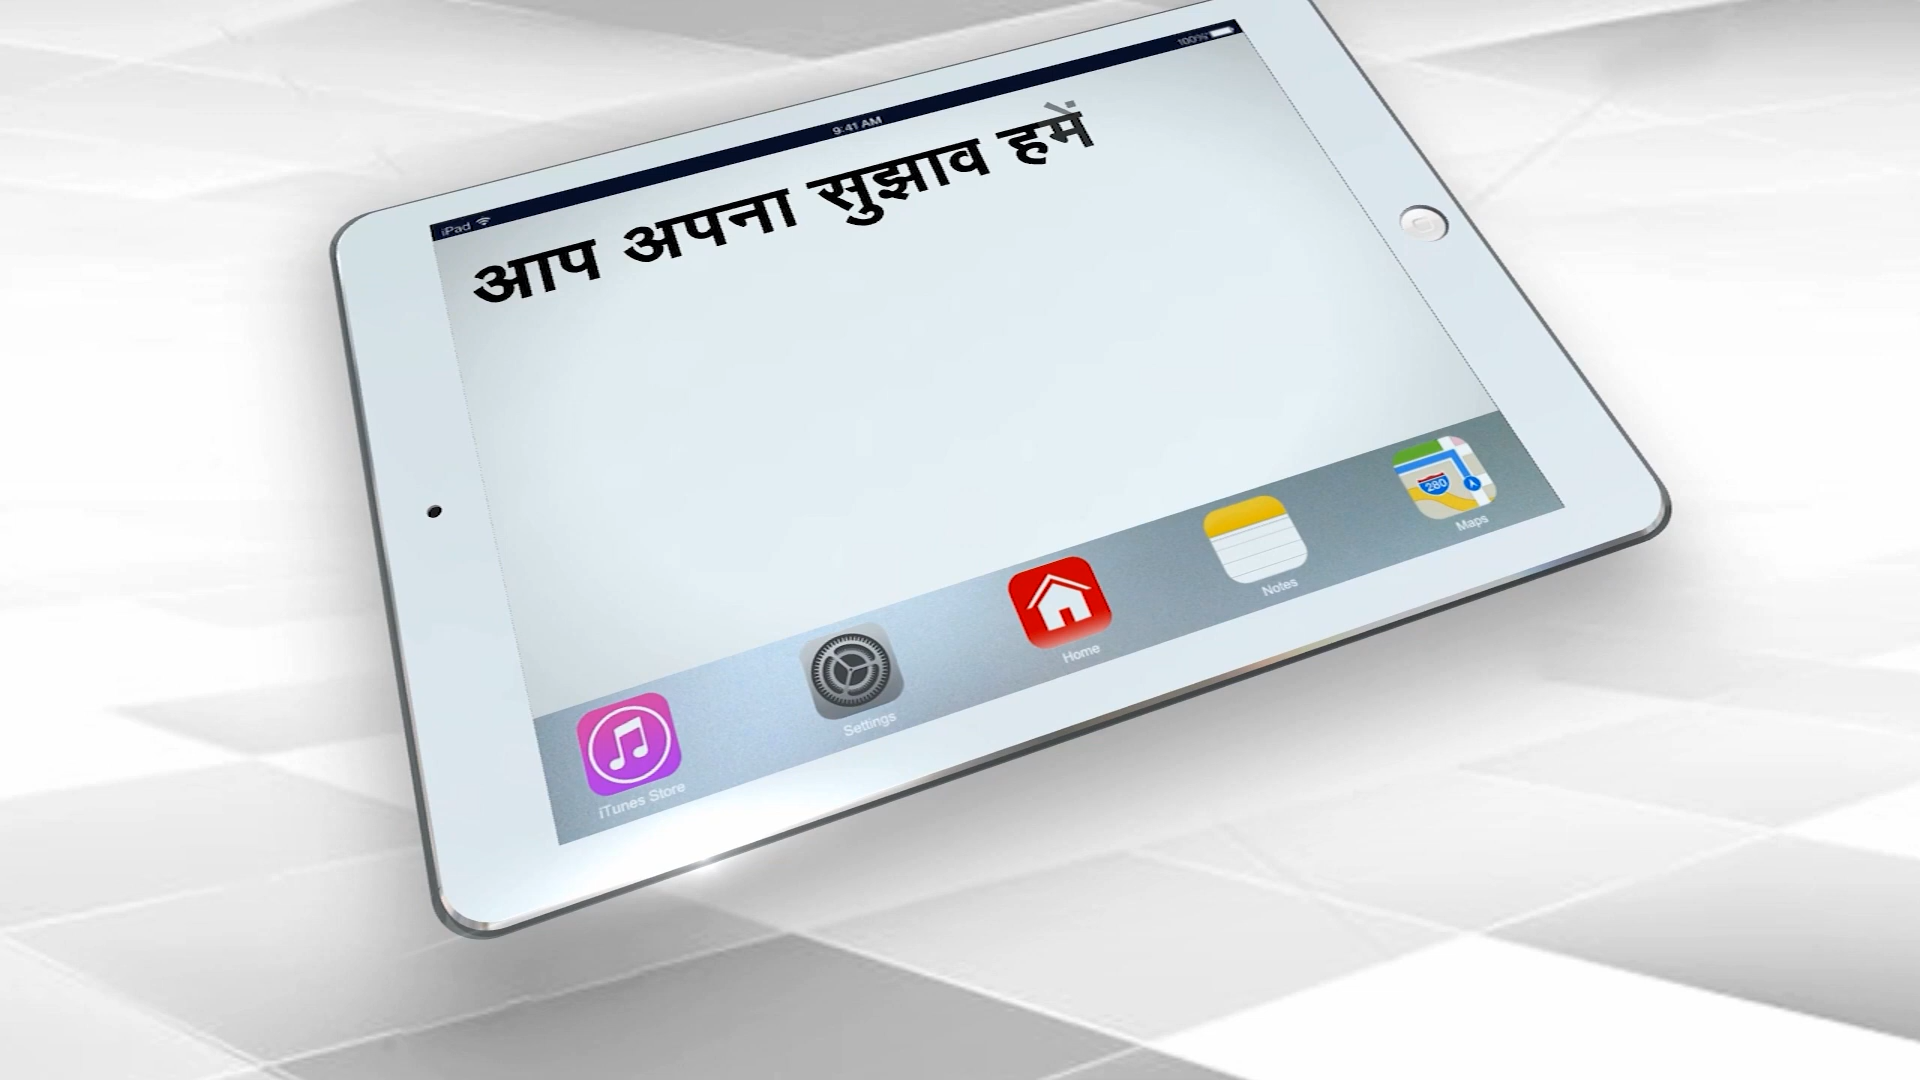 iPad 9:41 AM 100%
आप अपना सुझाव हमें
iTunes Store
Settings
Home
Notes
280
Maps